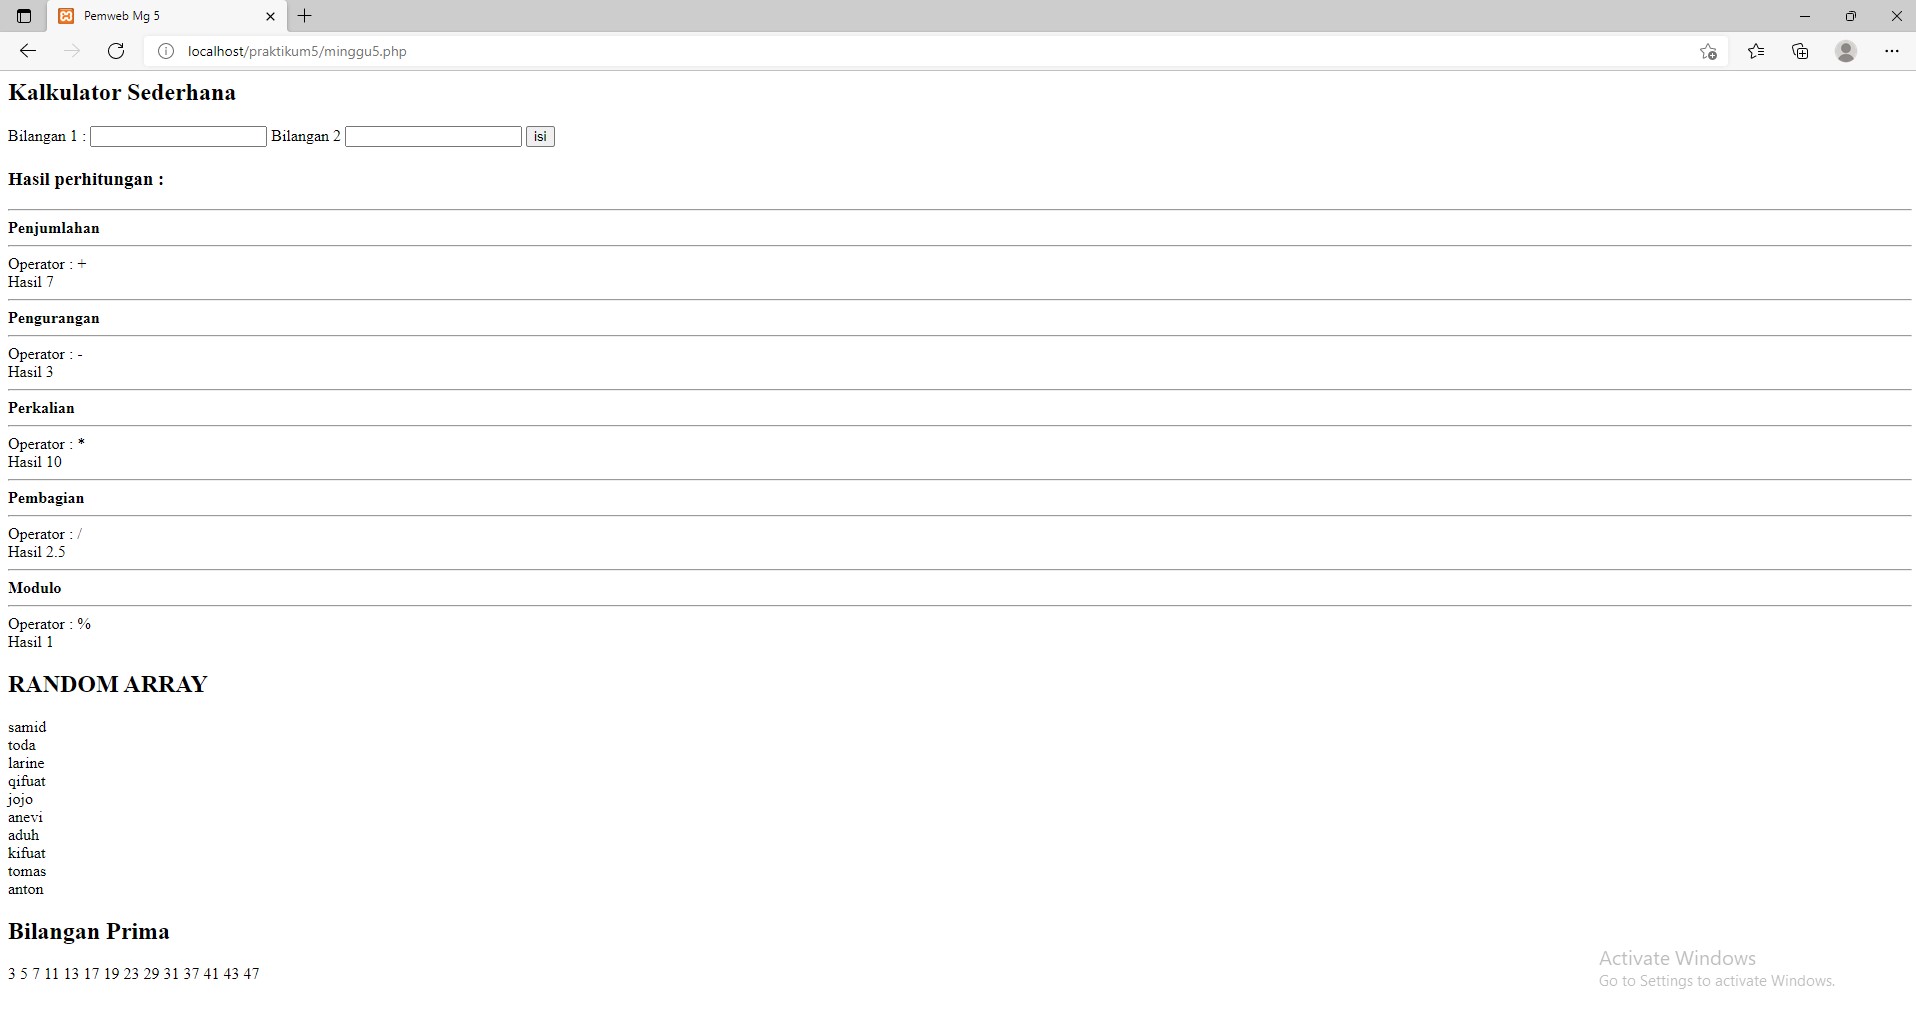 Pemweb Mg 5
localhost/praktikum5/minggu5.php
Kalkulator Sederhana
Bilangan 1 : Bilangan 2 isi
Hasil perhitungan :
Penjumlahan
Operator : +
Hasil 7
Pengurangan
Operator : -
Hasil 3
Perkalian
Operator : *
Hasil 10
Pembagian
Operator : /
Hasil 2.5
Modulo
Operator : %
Hasil 1
RANDOM ARRAY
samid
toda
larine
qifuat
jojo
anevi
aduh
kifuat
tomas
anton
Bilangan Prima
3 5 7 11 13 17 19 23 29 31 37 41 43 47
Activate Windows
Go to Settings to activate Windows.